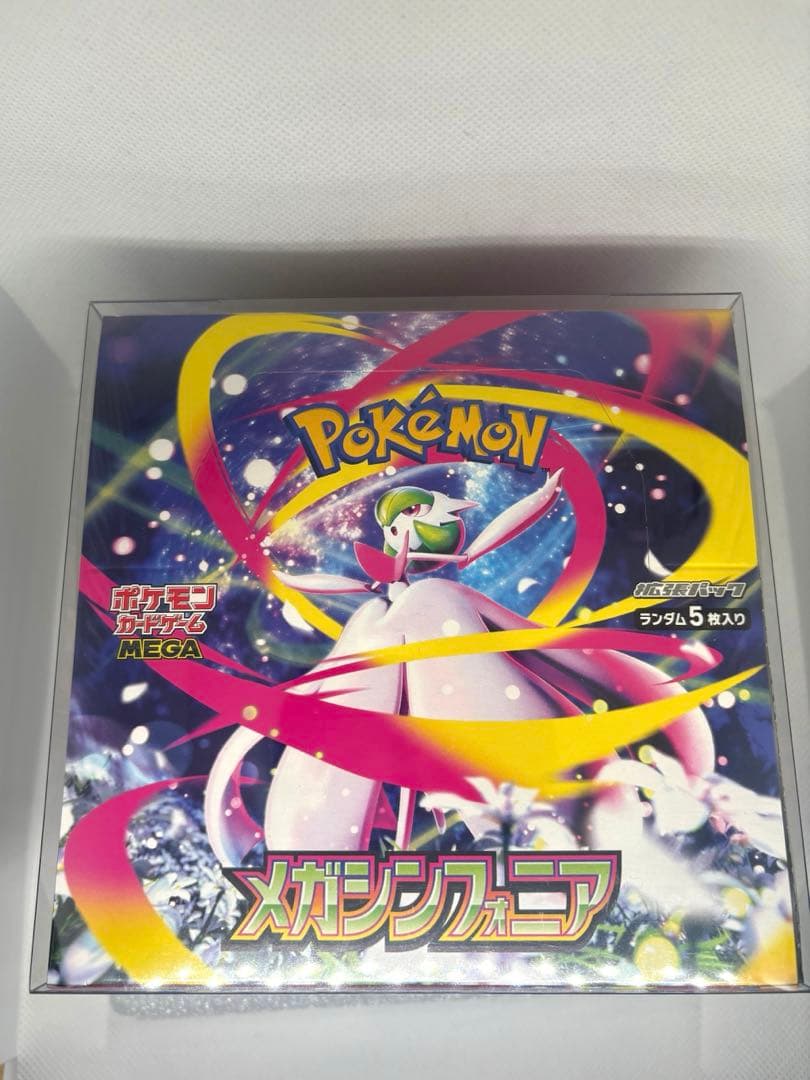 POKÉMON
ポケモン
カードゲーム
MEGA
拡張パック
ランダム5枚入り
メガシンフォニア